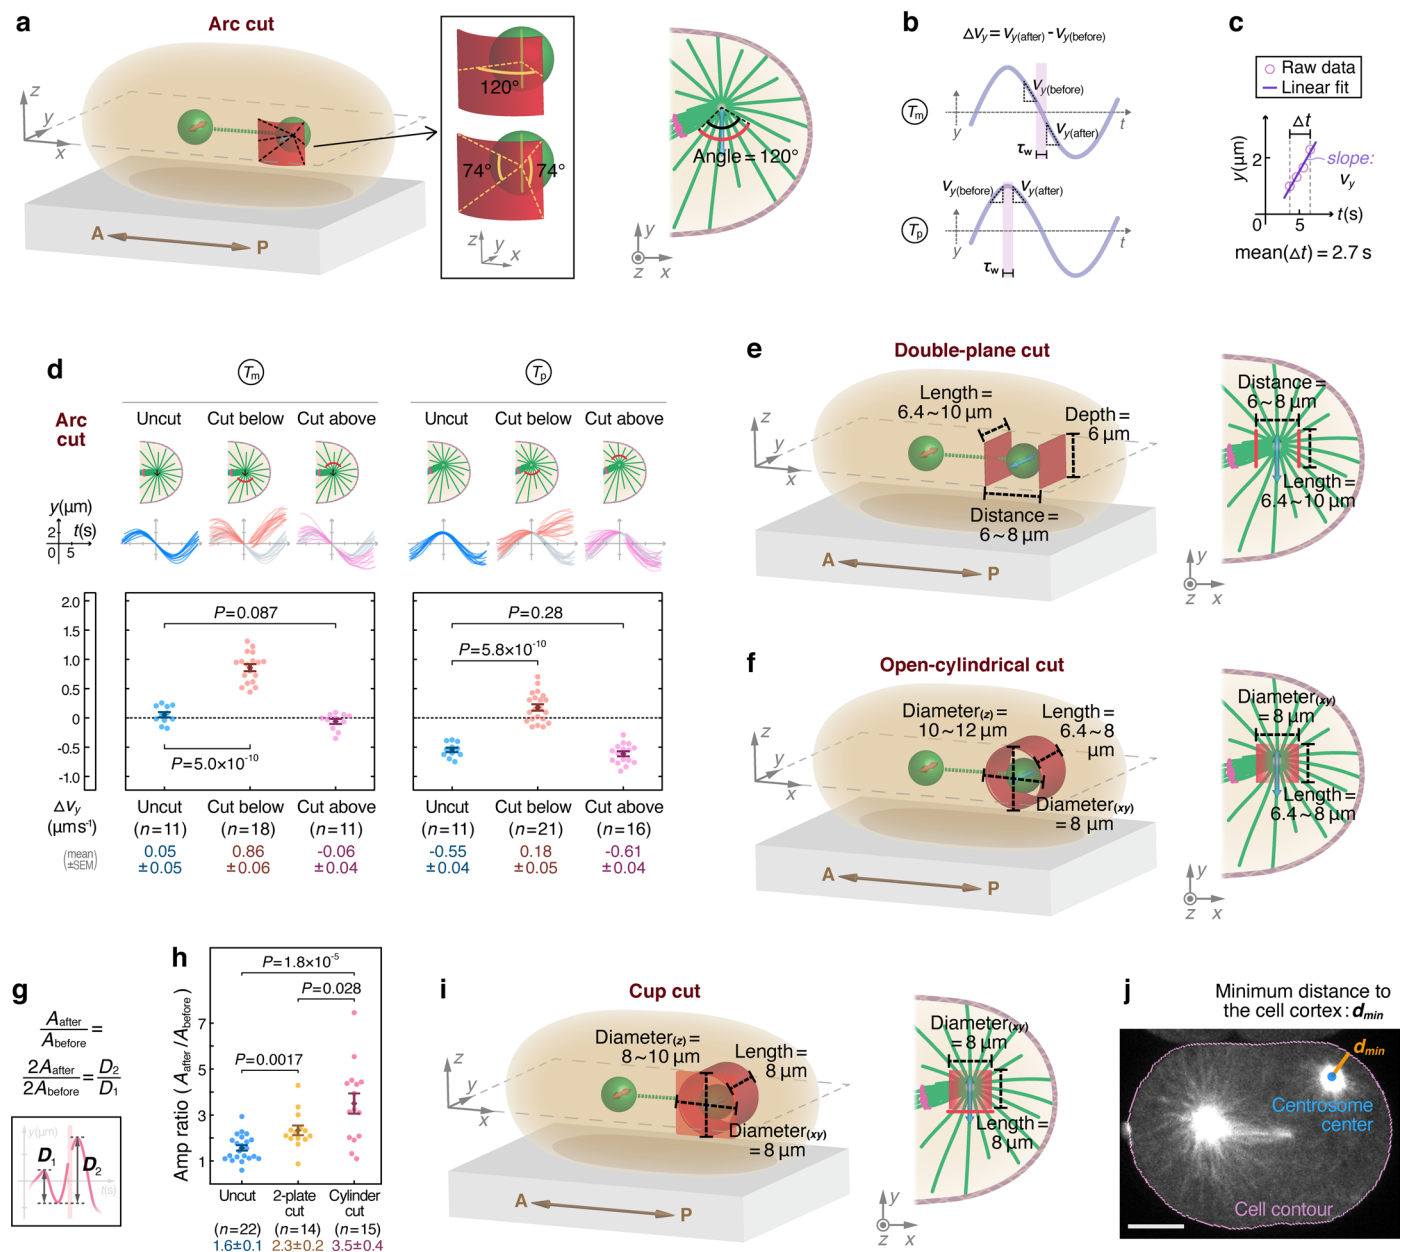 a
Arc cut
z
y
x
A
P
120°
74°
74°
z
y
x
Angle = 120°
y
z
x
b
ΔVy = Vy(after) - Vy(before)
Tm
y
Vy(before)
Vy(after)
t
τw
Tp
y
Vy(before)
Vy(after)
t
τw
c
Raw data
Linear fit
y(μm)
Δt
2
slope:
Vy
0
5
t(s)
mean(Δt) = 2.7 s
d
Tm
Tp
Arc cut
Uncut
Cut below
Cut above
Uncut
Cut below
Cut above
y(μm)
2
t(s)
0
5
2.0
1.5
1.0
0.5
0
-0.5
-1.0
P=0.087
P=5.0×10⁻¹⁰
P=0.28
P=5.8×10⁻¹⁰
ΔVy
(μm s⁻¹)
(mean ±SEM)
Uncut
Cut below
Cut above
Uncut
Cut below
Cut above
(n=11)
(n=18)
(n=11)
(n=11)
(n=21)
(n=16)
0.05
0.86
-0.06
-0.55
0.18
-0.61
±0.05
±0.06
±0.04
±0.04
±0.05
±0.04
e
Double-plane cut
Length =
6.4~10 μm
Depth =
6 μm
Distance =
6~8 μm
z
y
x
A
P
Distance =
6~8 μm
Length =
6.4~10 μm
y
z
x
f
Open-cylindrical cut
Diameter(z) =
10~12 μm
Length =
6.4~8
μm
Diameter(xy)
= 8 μm
z
y
x
A
P
Diameter(xy)
= 8 μm
Length =
6.4~8 μm
y
z
x
g
Aafter
Abefore
=
2Aafter
2Abefore
=
D2
D1
y(μm)
D1
D2
t(s)
h
Amp ratio (Aafter/Abefore)
P=1.8×10⁻⁵
P=0.028
P=0.0017
7
5
3
1
Uncut
2-plate cut
Cylinder cut
(n=22)
(n=14)
(n=15)
1.6±0.1
2.3±0.2
3.5±0.4
i
Cup cut
Diameter(z) =
8~10 μm
Length =
8 μm
Diameter(xy)
= 8 μm
z
y
x
A
P
Diameter(xy)
= 8 μm
Length =
8 μm
y
z
x
j
Minimum distance to
the cell cortex: dmin
dmin
Centrosome
center
Cell contour